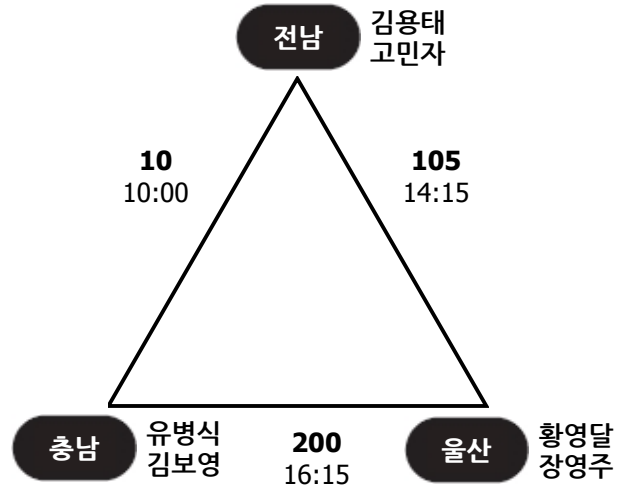 전남
김용태
고민자
10
10:00
105
14:15
충남
유병식
김보영
200
16:15
울산
황영달
장영주